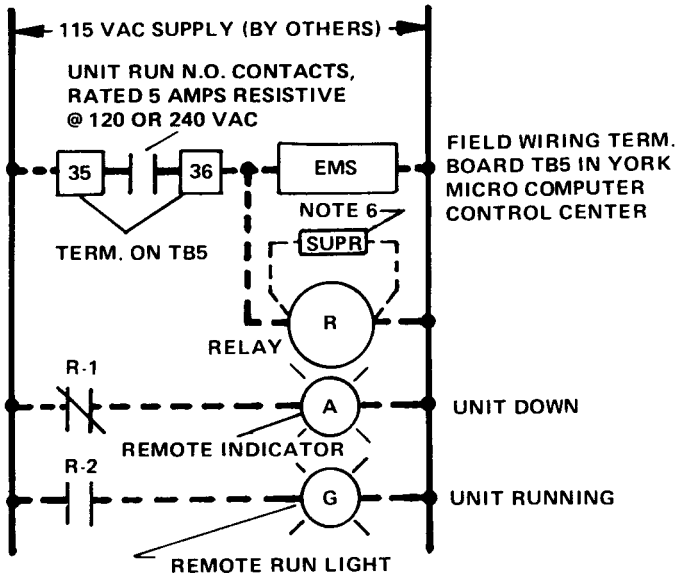 115 VAC SUPPLY (BY OTHERS)
UNIT RUN N.O. CONTACTS,
RATED 5 AMPS RESISTIVE
@ 120 OR 240 VAC
35
36
EMS
FIELD WIRING TERM.
BOARD TB5 IN YORK
MICRO COMPUTER
CONTROL CENTER
TERM. ON TB5
NOTE 6
SUPR
R
RELAY
R-1
A
UNIT DOWN
REMOTE INDICATOR
R-2
G
UNIT RUNNING
REMOTE RUN LIGHT